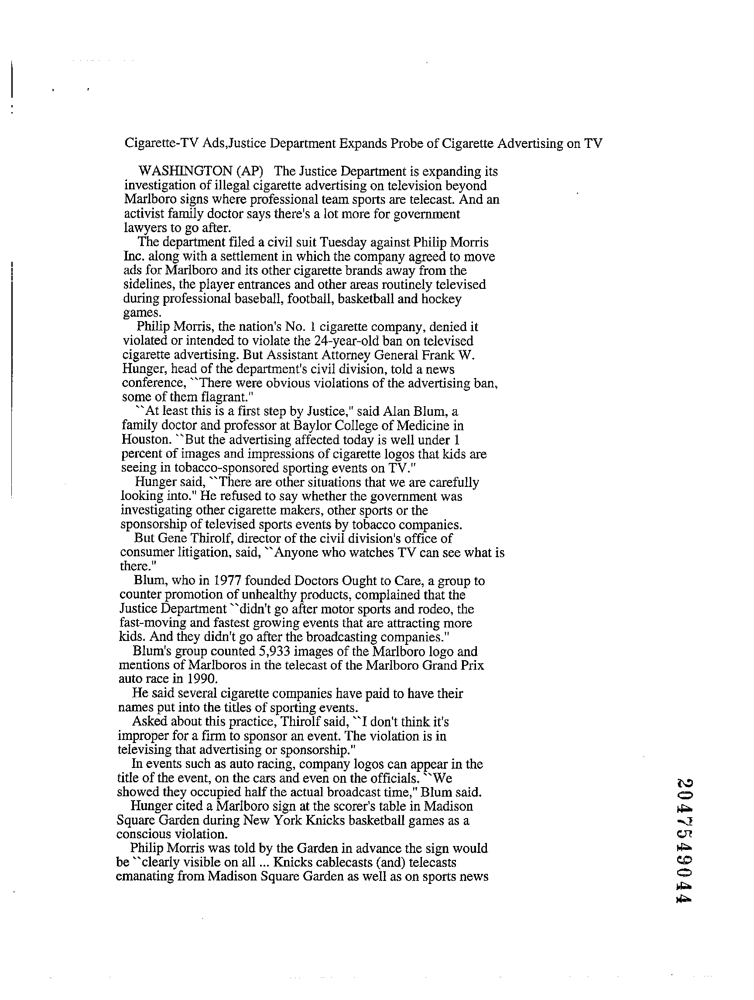 Cigarette-TV Ads,Justice Department Expands Probe of Cigarette Advertising on TV
WASHINGTON (AP)  The Justice Department is expanding its
investigation of illegal cigarette advertising on television beyond
Marlboro signs where professional team sports are telecast. And an
activist family doctor says there's a lot more for government
lawyers to go after.
The department filed a civil suit Tuesday against Philip Morris
Inc. along with a settlement in which the company agreed to move
ads for Marlboro and its other cigarette brands away from the
sidelines, the player entrances and other areas routinely televised
during professional baseball, football, basketball and hockey
games.
Philip Morris, the nation's No. 1 cigarette company, denied it
violated or intended to violate the 24-year-old ban on televised
cigarette advertising. But Assistant Attorney General Frank W.
Hunger, head of the department's civil division, told a news
conference, ``There were obvious violations of the advertising ban,
some of them flagrant."
``At least this is a first step by Justice," said Alan Blum, a
family doctor and professor at Baylor College of Medicine in
Houston. ``But the advertising affected today is well under 1
percent of images and impressions of cigarette logos that kids are
seeing in tobacco-sponsored sporting events on TV."
Hunger said, ``There are other situations that we are carefully
looking into." He refused to say whether the government was
investigating other cigarette makers, other sports or the
sponsorship of televised sports events by tobacco companies.
But Gene Thirolf, director of the civil division's office of
consumer litigation, said, ``Anyone who watches TV can see what is
there."
Blum, who in 1977 founded Doctors Ought to Care, a group to
counter promotion of unhealthy products, complained that the
Justice Department ``didn't go after motor sports and rodeo, the
fast-moving and fastest growing events that are attracting more
kids. And they didn't go after the broadcasting companies."
Blum's group counted 5,933 images of the Marlboro logo and
mentions of Marlboros in the telecast of the Marlboro Grand Prix
auto race in 1990.
He said several cigarette companies have paid to have their
names put into the titles of sporting events.
Asked about this practice, Thirolf said, ``I don't think it's
improper for a firm to sponsor an event. The violation is in
televising that advertising or sponsorship."
In events such as auto racing, company logos can appear in the
title of the event, on the cars and even on the officials. ``We
showed they occupied half the actual broadcast time," Blum said.
Hunger cited a Marlboro sign at the scorer's table in Madison
Square Garden during New York Knicks basketball games as a
conscious violation.
Philip Morris was told by the Garden in advance the sign would
be ``clearly visible on all ... Knicks cablecasts (and) telecasts
emanating from Madison Square Garden as well as on sports news
2047549044